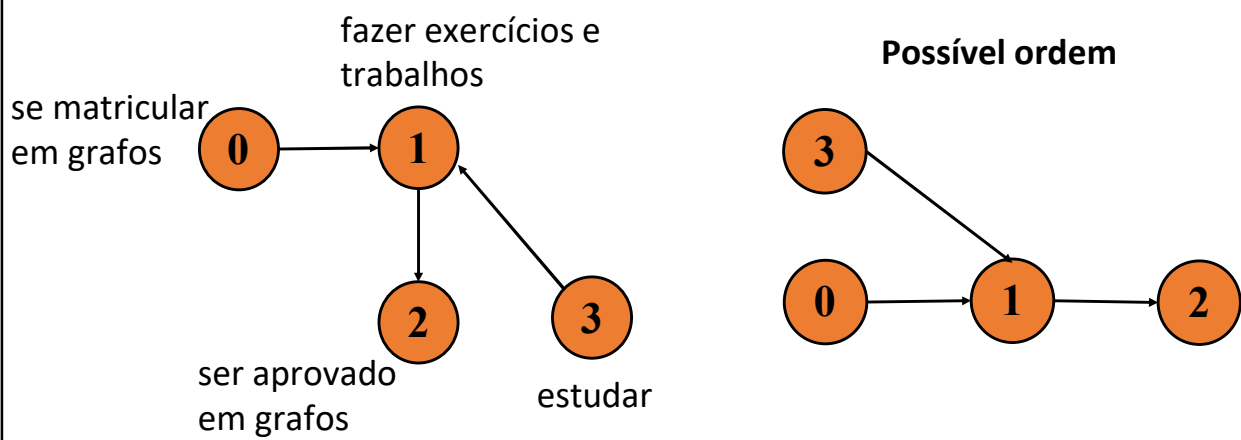 fazer exercícios e
trabalhos
se matricular
em grafos
0
1
2
3
ser aprovado
em grafos
estudar
Possível ordem
3
0
1
2